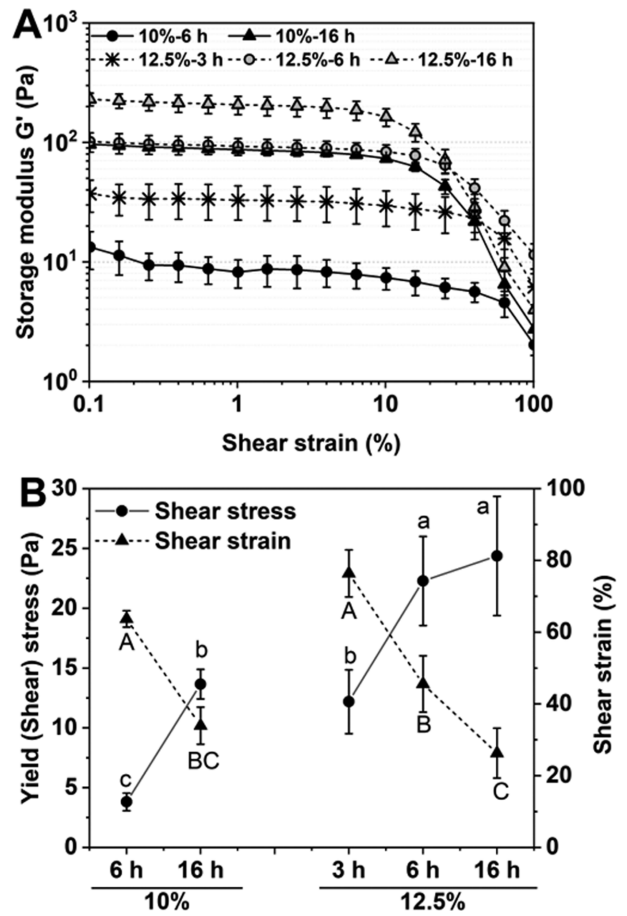 A
10%-6 h 10%-16 h
12.5%-3 h 12.5%-6 h 12.5%-16 h
Storage modulus G' (Pa)
10³
10²
10¹
10⁰
0.1 1 10 100
Shear strain (%)
B
Shear stress
Shear strain
Yield (Shear) stress (Pa)
30
25
20
15
10
5
0
A
c
b
BC
A
b
a
B
a
C
100
80
60
40
20
0
Shear strain (%)
6 h 16 h 3 h 6 h 16 h
10% 12.5%